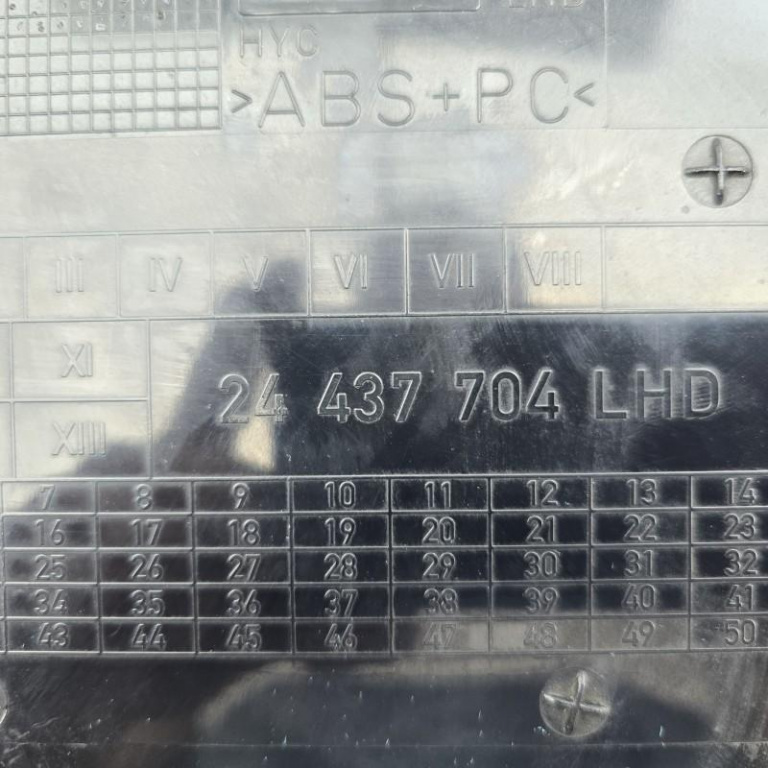 LHD
HYC
>ABS+PC<
III IV V VI VII VIII
XI
24 437 704 LHD
XIII
7 8 9 10 11 12 13 14
16 17 18 19 20 21 22 23
25 26 27 28 29 30 31 32
34 35 36 37 38 39 40 41
43 44 45 46 47 48 49 50